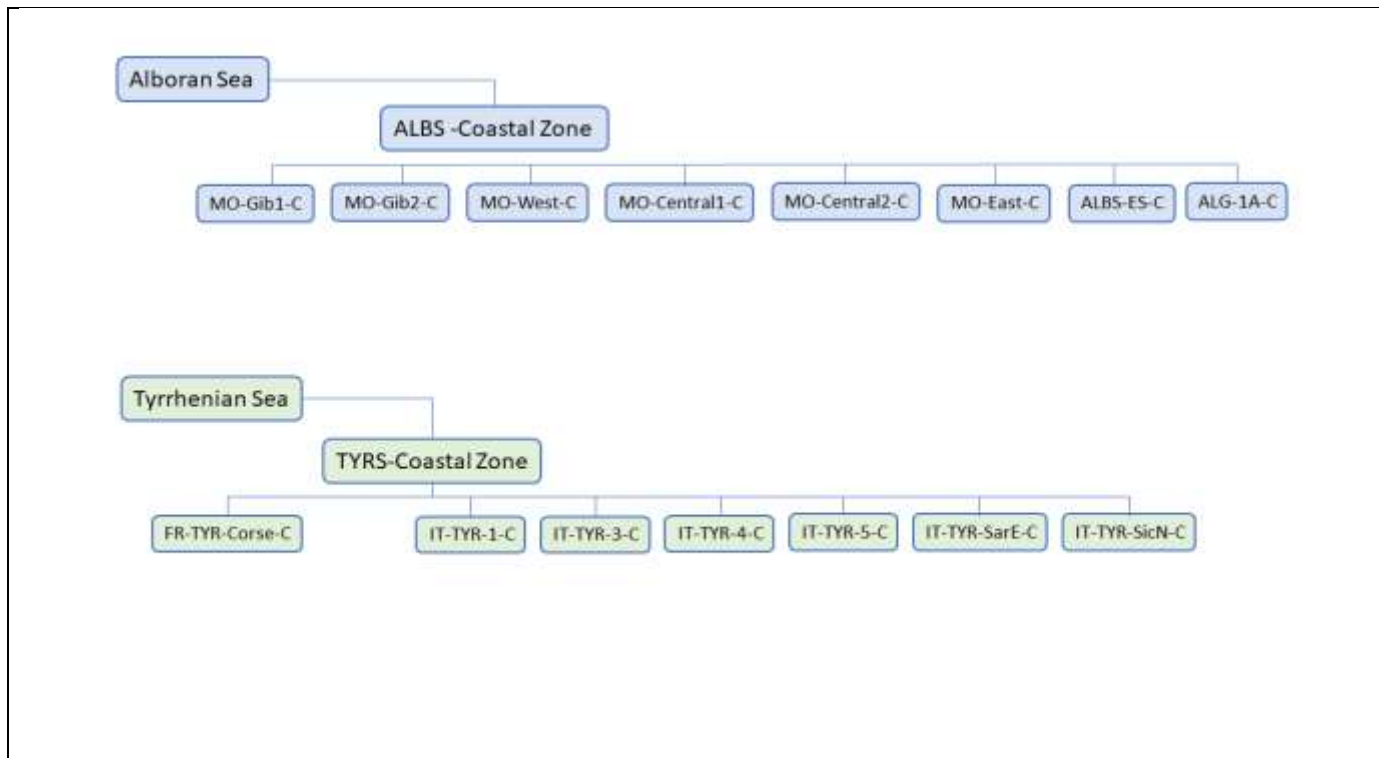 Alboran Sea
ALBS -Coastal Zone
MO-Gib1-C MO-Gib2-C MO-West-C MO-Central1-C MO-Central2-C MO-East-C ALBS-ES-C ALG-1A-C
Tyrrhenian Sea
TYRS-Coastal Zone
FR-TYR-Corse-C IT-TYR-1-C IT-TYR-3-C IT-TYR-4-C IT-TYR-5-C IT-TYR-SarE-C IT-TYR-SicN-C